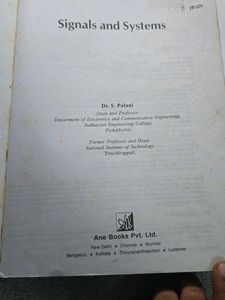 Signals and Systems
Dr. S. Palani
Dean and Professor
Department of Electronics and Communication Engineering,
Sudharsan Engineering College,
Pudukkottai.
Former Professor and Head,
National Institute of Technology
Tiruchirappalli.
Ane Books Pvt. Ltd.
New Delhi • Chennai • Mumbai
Bengaluru • Kolkata • Thiruvananthapuram • Lucknow